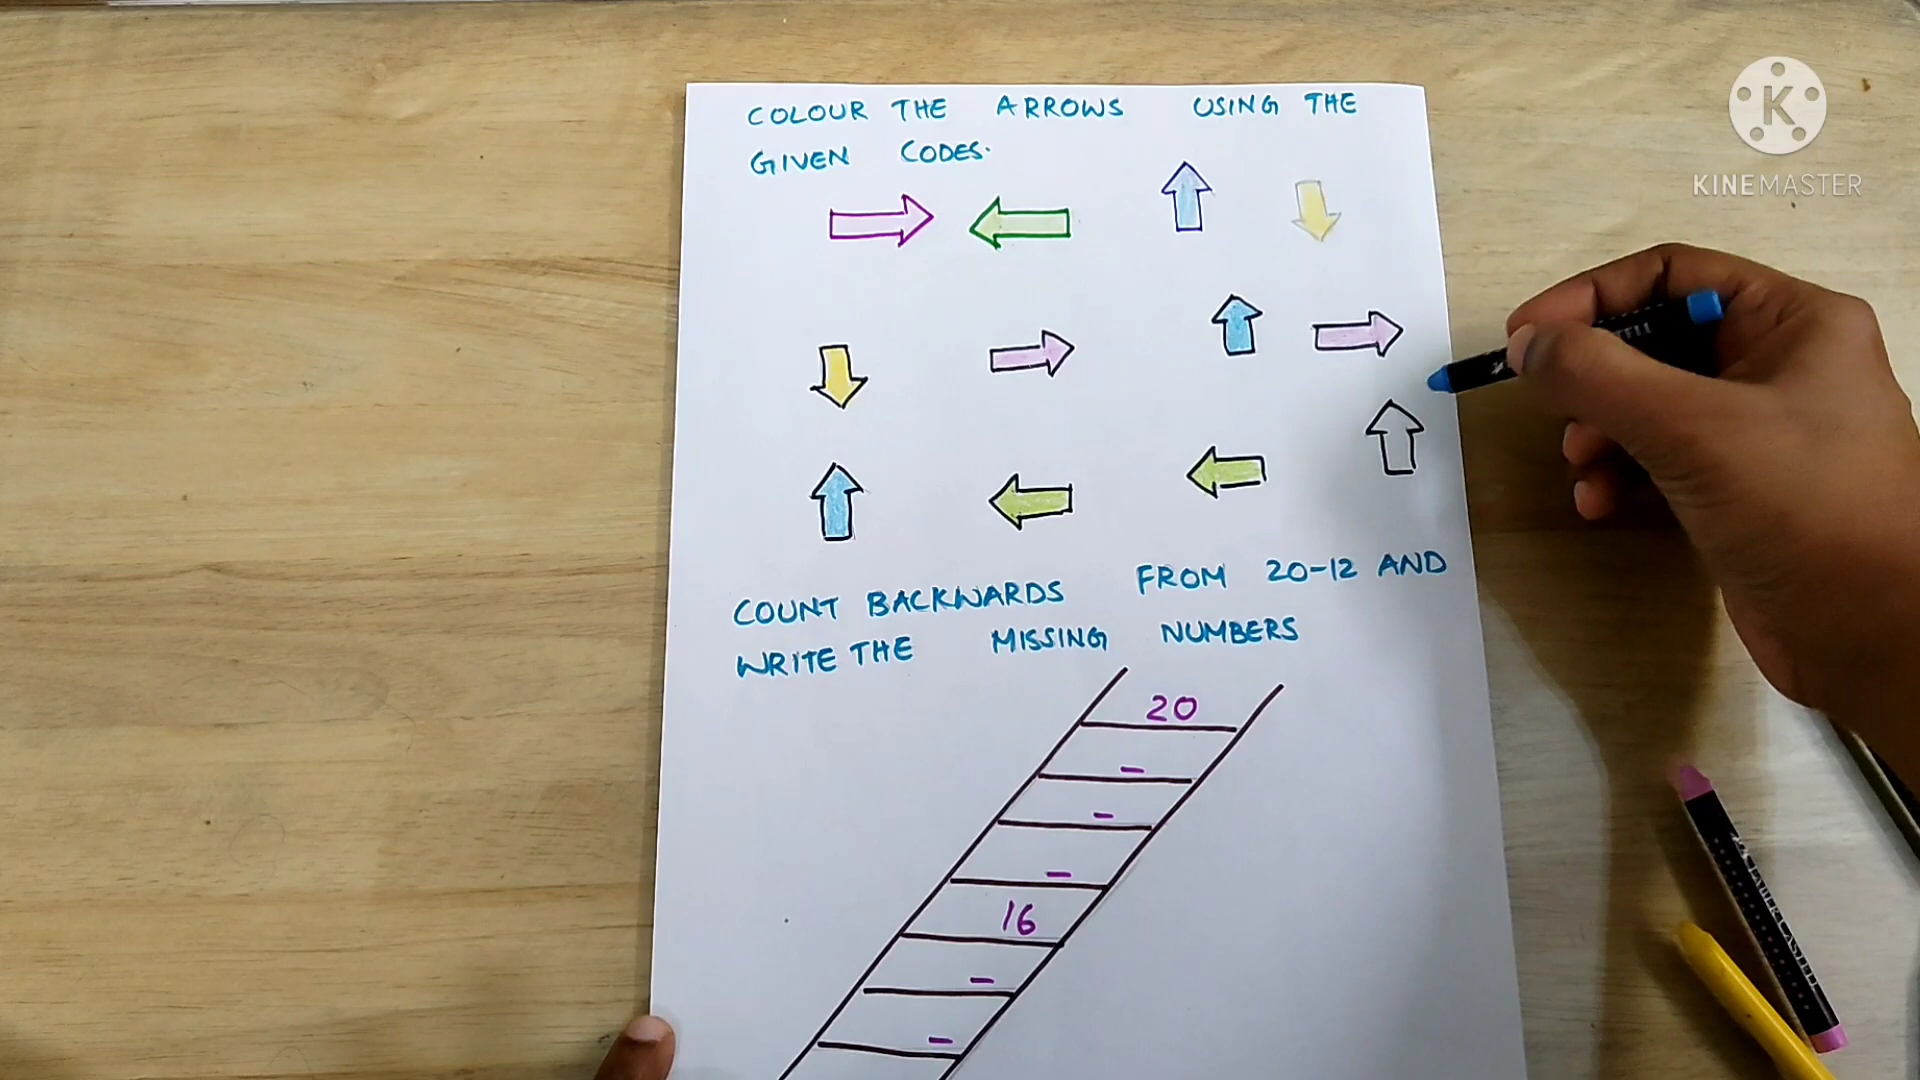 COLOUR THE ARROWS USING THE
GIVEN CODES.
COUNT BACKWARDS FROM 20-12 AND
WRITE THE MISSING NUMBERS
20
-
-
-
16
-
-
K
KINEMASTER